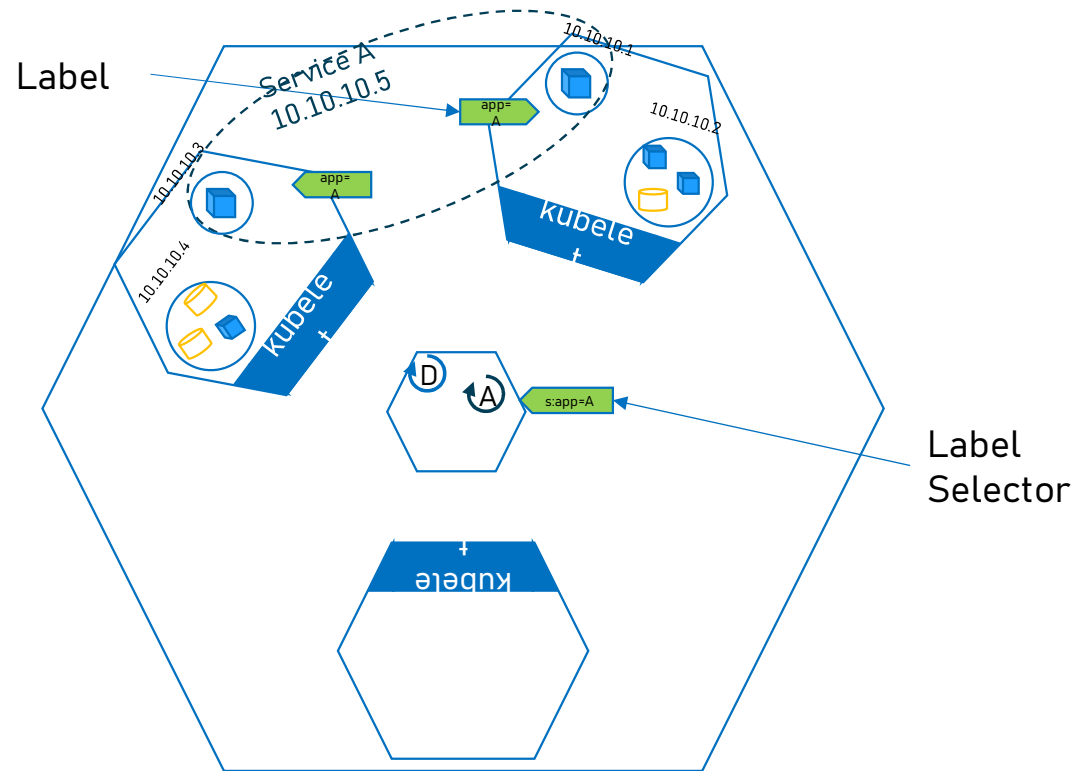 10.10.10.1
Label
Service A
10.10.10.5
app=
A
10.10.10.2
10.10.10.3
app=
A
kubele
t
10.10.10.4
kubele
t
D
A
s:app=A
Label
Selector
kubele
t